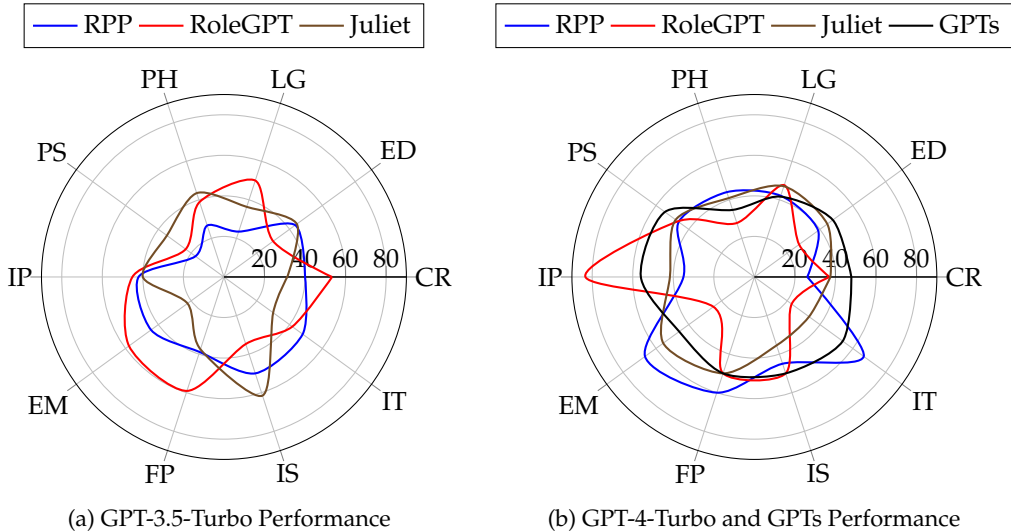 RPP RoleGPT Juliet
RPP RoleGPT Juliet GPTs
PH LG
PS ED
20 40 60 80
IP CR
EM IT
FP IS
PH LG
PS ED
20 40 60 80
IP CR
EM IT
FP IS
(a) GPT-3.5-Turbo Performance
(b) GPT-4-Turbo and GPTs Performance